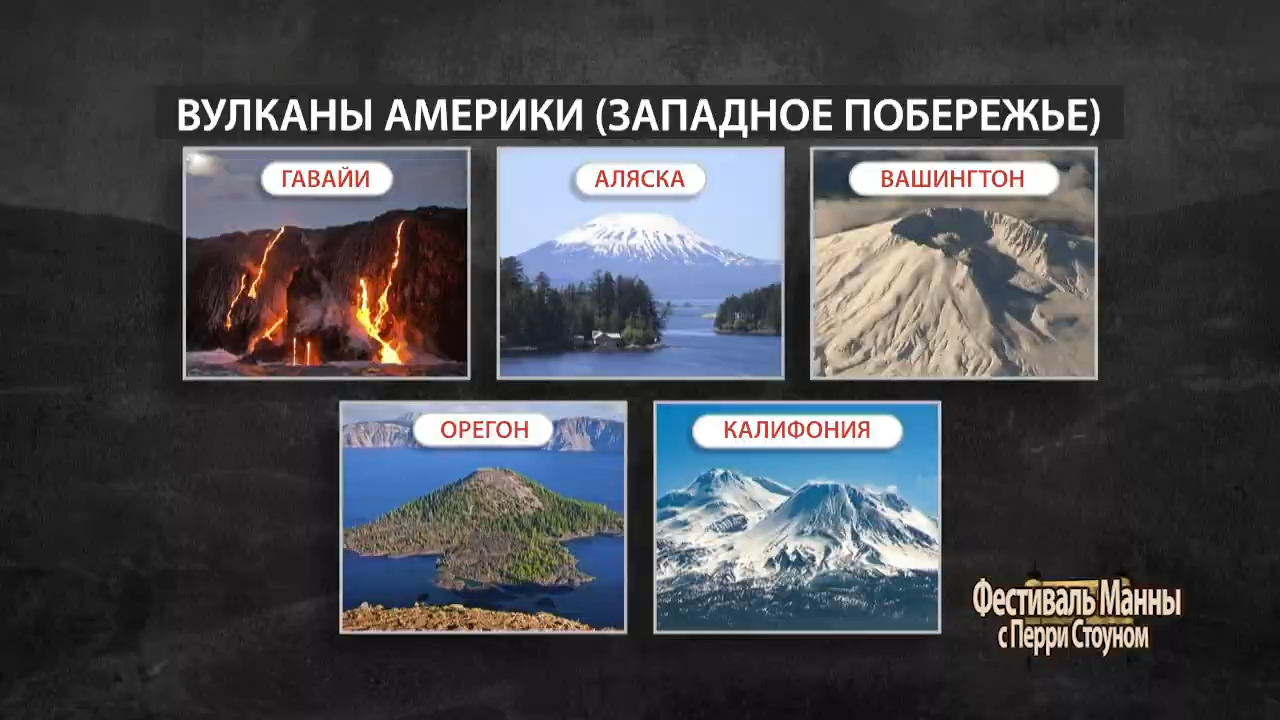 ВУЛКАНЫ АМЕРИКИ (ЗАПАДНОЕ ПОБЕРЕЖЬЕ)
ГАВАЙИ
АЛЯСКА
ВАШИНГТОН
ОРЕГОН
КАЛИФОНИЯ
Фестиваль Манны
с Перри Стоуном